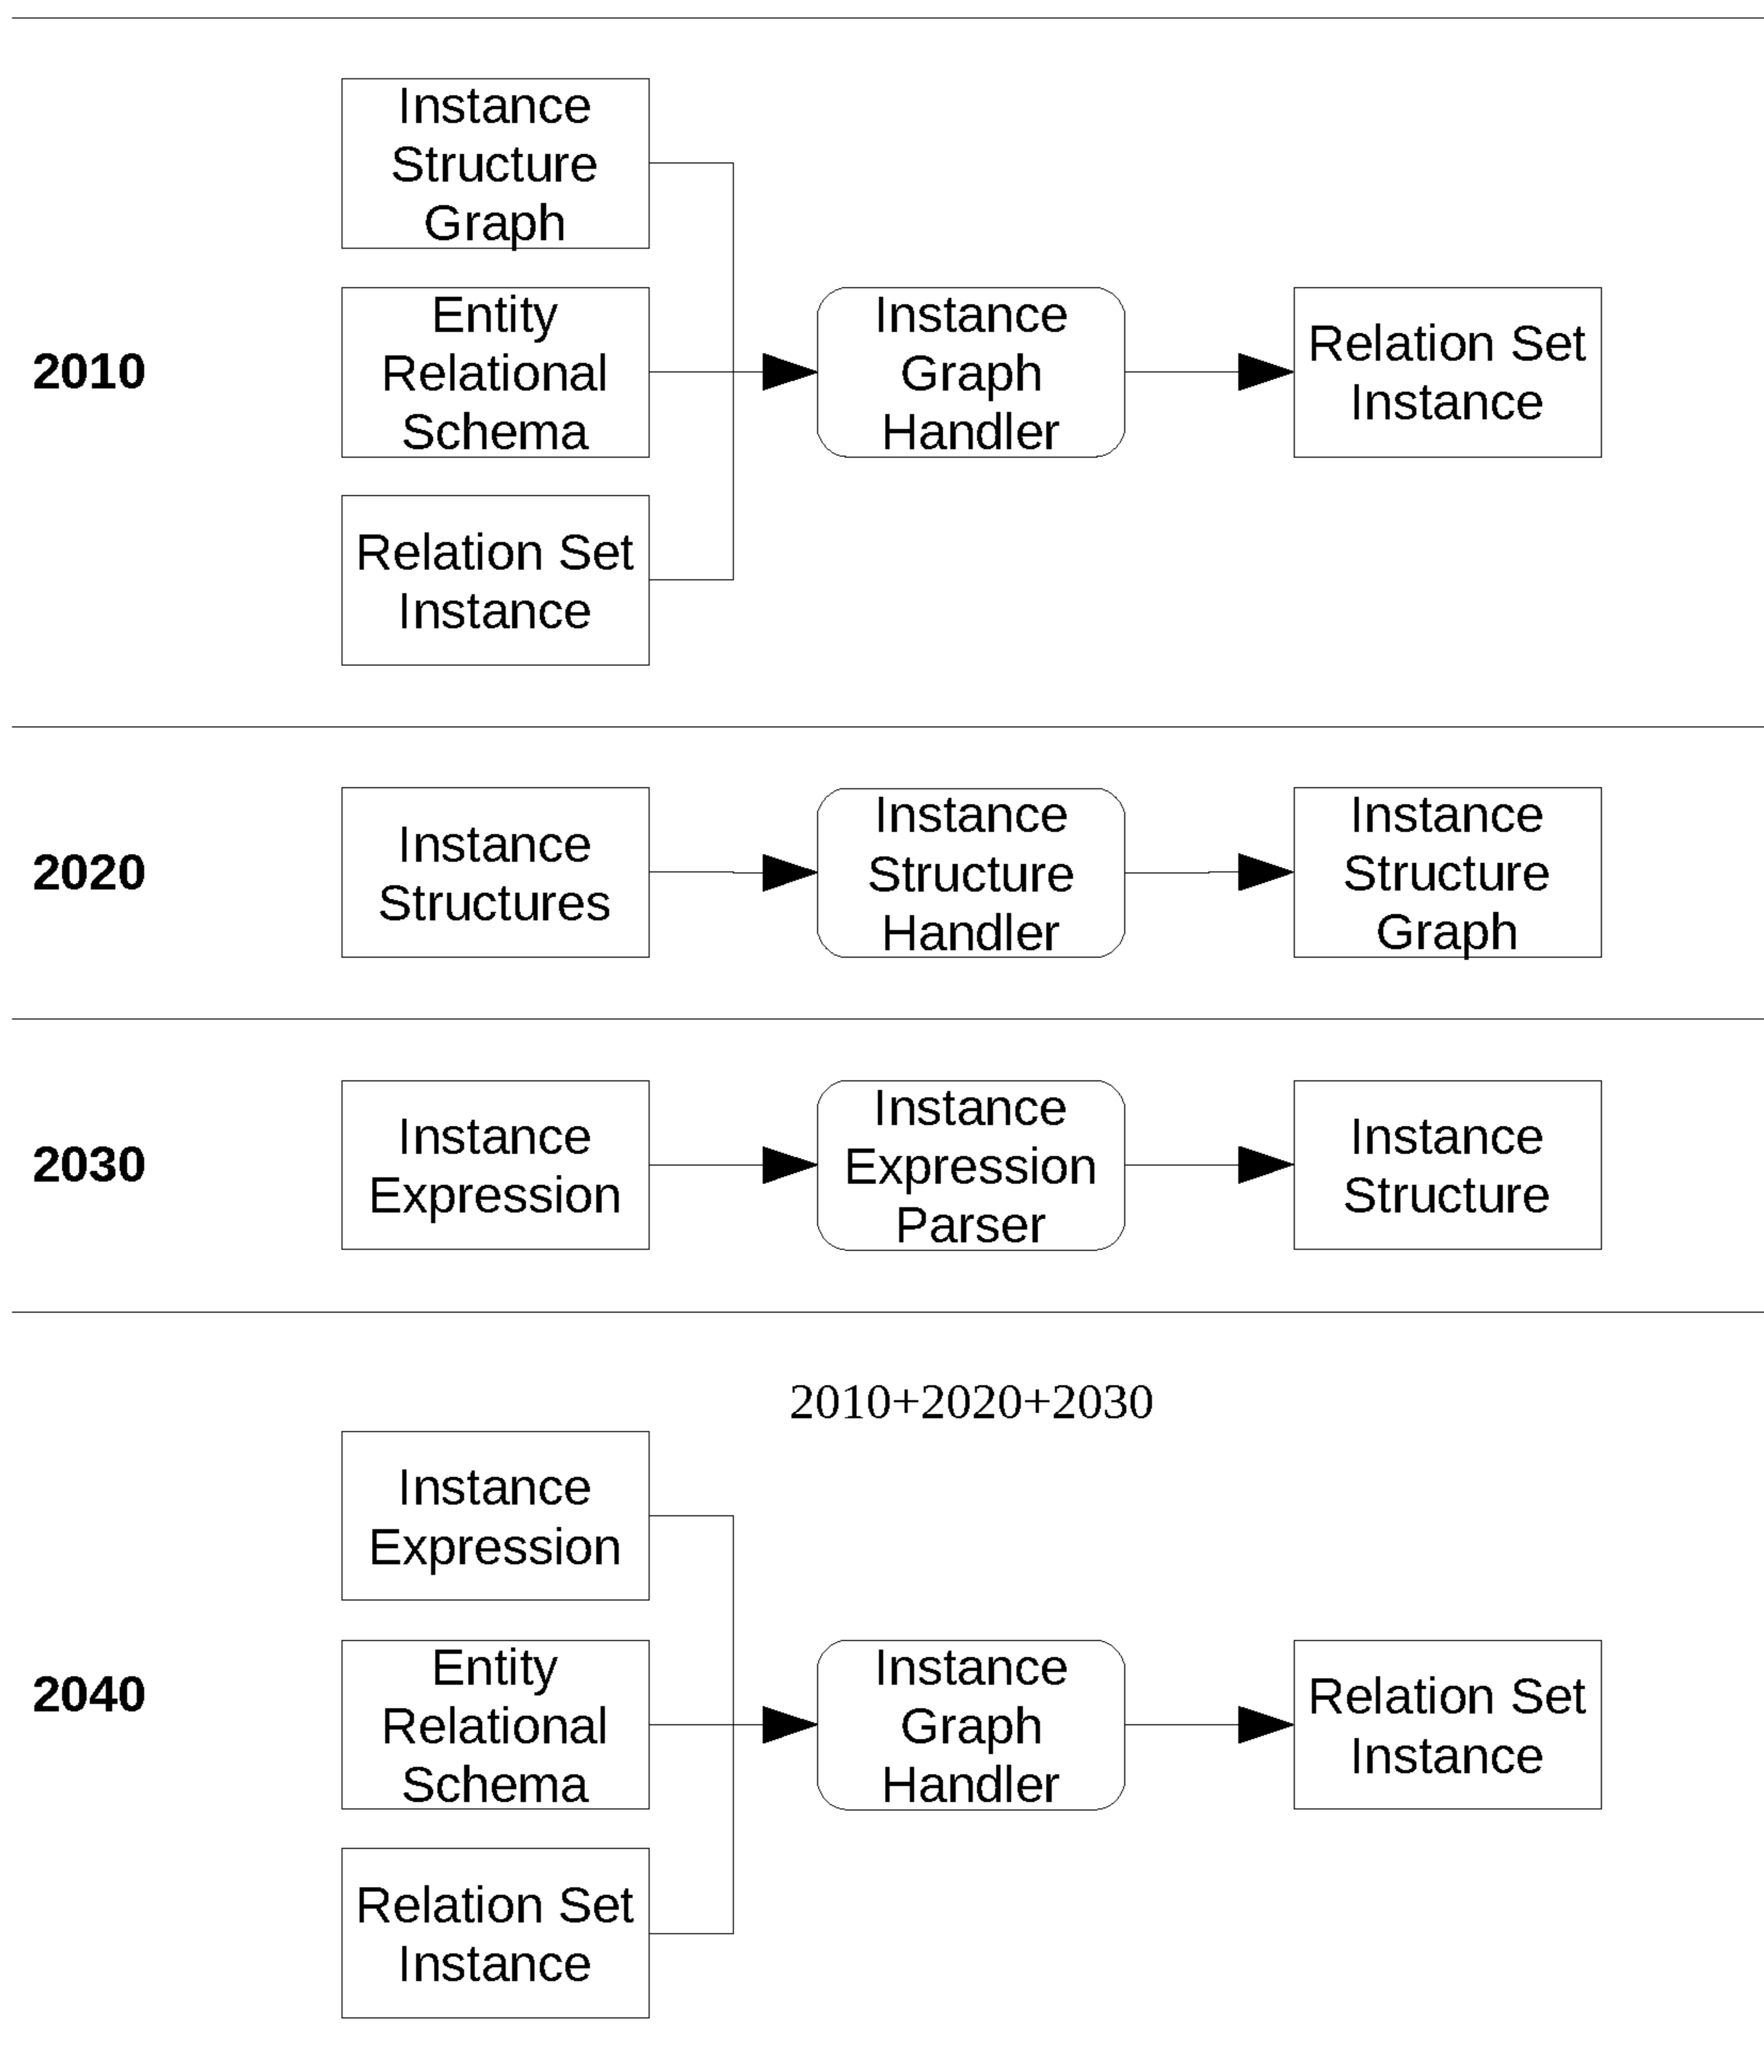 Instance
Structure
Graph
2010
Entity
Relational
Schema
Instance
Graph
Handler
Relation Set
Instance
Relation Set
Instance
2020
Instance
Structures
Instance
Structure
Handler
Instance
Structure
Graph
2030
Instance
Expression
Instance
Expression
Parser
Instance
Structure
2010+2020+2030
Instance
Expression
2040
Entity
Relational
Schema
Instance
Graph
Handler
Relation Set
Instance
Relation Set
Instance